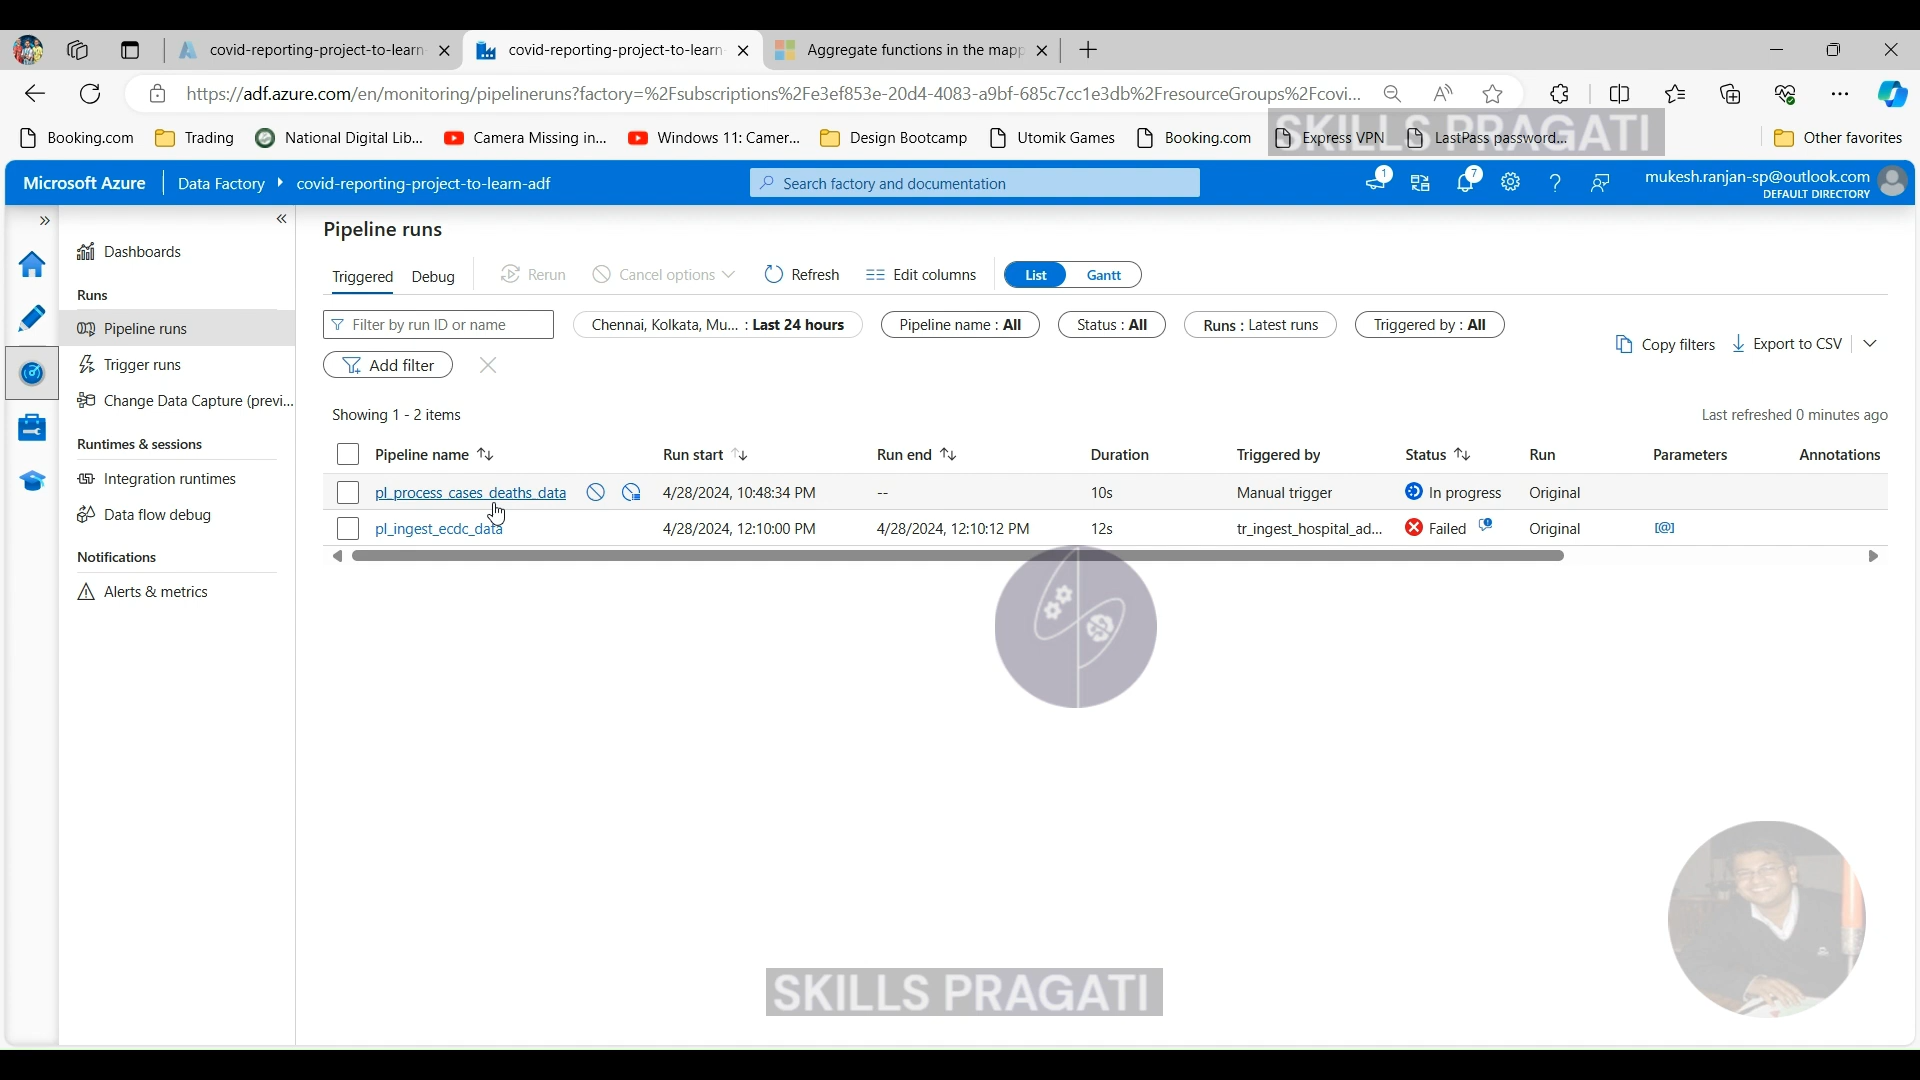 covid-reporting-project-to-learn
covid-reporting-project-to-learn
Aggregate functions in the mapp
https://adf.azure.com/en/monitoring/pipelineruns?factory=%2Fsubscriptions%2Fe3ef853e-20d4-4083-a9bf-685c7cc1e3db%2FresourceGroups%2Fcovi...
Booking.com
Trading
National Digital Lib...
Camera Missing in...
Windows 11: Camer...
Design Bootcamp
Utomik Games
Booking.com
Express VPN
LastPass password...
Other favorites
SKILLS PRAGATI
Microsoft Azure
Data Factory
covid-reporting-project-to-learn-adf
Search factory and documentation
1
7
mukesh.ranjan-sp@outlook.com
DEFAULT DIRECTORY
Dashboards
Runs
Pipeline runs
Trigger runs
Change Data Capture (previ...
Runtimes & sessions
Integration runtimes
Data flow debug
Notifications
Alerts & metrics
Pipeline runs
Triggered
Debug
Rerun
Cancel options
Refresh
Edit columns
List
Gantt
Filter by run ID or name
Chennai, Kolkata, Mu... : Last 24 hours
Pipeline name : All
Status : All
Runs : Latest runs
Triggered by : All
Add filter
Copy filters
Export to CSV
Showing 1 - 2 items
Last refreshed 0 minutes ago
Pipeline name
Run start
Run end
Duration
Triggered by
Status
Run
Parameters
Annotations
pl_process_cases_deaths_data
4/28/2024, 10:48:34 PM
--
10s
Manual trigger
In progress
Original
pl_ingest_ecdc_data
4/28/2024, 12:10:00 PM
4/28/2024, 12:10:12 PM
12s
tr_ingest_hospital_ad...
Failed
Original
[@]
SKILLS PRAGATI